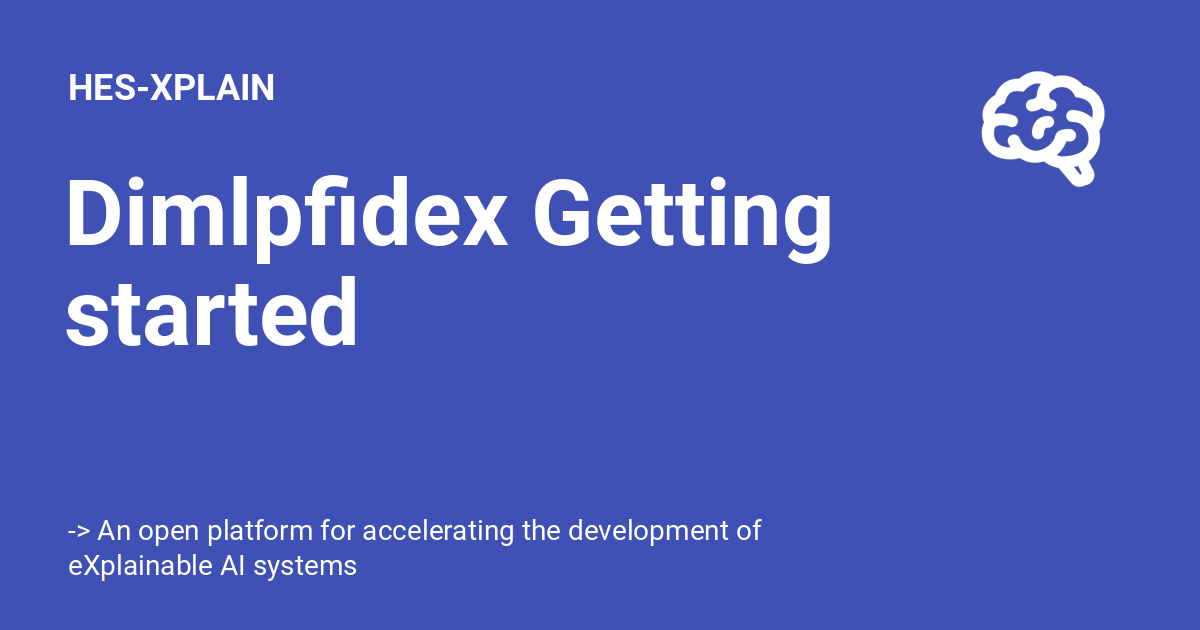 HES-XPLAIN
Dimlpfidex Getting
started
-> An open platform for accelerating the development of
eXplainable AI systems